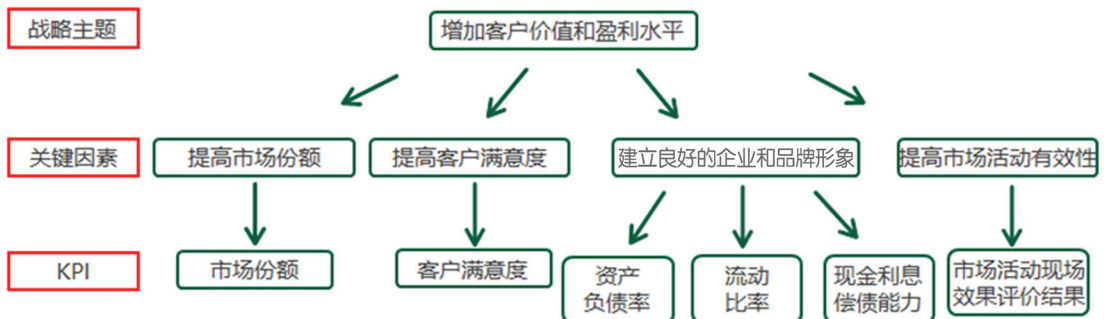 战略主题
增加客户价值和盈利水平
关键因素
提高市场份额
提高客户满意度
建立良好的企业和品牌形象
提高市场活动有效性
KPI
市场份额
客户满意度
资产
负债率
流动
比率
现金利息
偿债能力
市场活动现场
效果评价结果